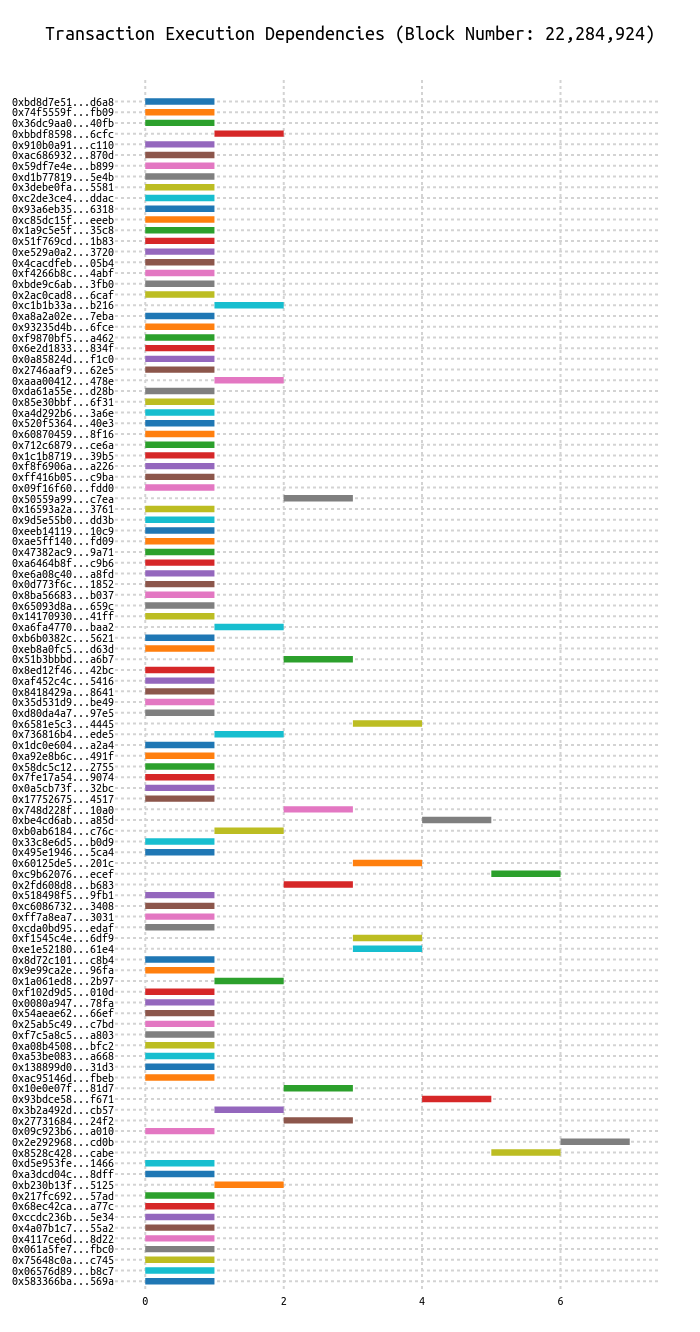 Transaction Execution Dependencies (Block Number: 22,284,924)
0xbd8d7e51...d6a8
0x74f5559f...fb09
0x36dc9aa0...40fb
0xbbdf8598...6cfc
0x910b0a91...c110
0xac686932...870d
0x59df7e4e...b899
0xd1b77819...5e4b
0x3debe0fa...5581
0xc2de3ce4...ddac
0x93a6eb35...6318
0xc85dc15f...eeeb
0x1a9c5e5f...35c8
0x51f769cd...1b83
0xe529a0a2...3720
0x4cacdfeb...05b4
0xf4266b8c...4abf
0xbde9c6ab...3fb0
0x2ac0cad8...6caf
0xc1b1b33a...b216
0xa8a2a02e...7eba
0x93235d4b...6fce
0xf9870bf5...a462
0x6e2d1833...834f
0x0a85824d...f1c0
0x2746aaf9...62e5
0xaaa00412...478e
0xda61a55e...d28b
0x85e30bbf...6f31
0xa4d292b6...3a6e
0x520f5364...40e3
0x60870459...8f16
0x712c6879...ce6a
0x1c1b8719...39b5
0xf8f6906a...a226
0xff416b05...c9ba
0x09f16f60...fdd0
0x50559a99...c7ea
0x16593a2a...3761
0x9d5e55b0...dd3b
0xeeb14119...10c9
0xae5ff140...fd09
0x47382ac9...9a71
0xa6464b8f...c9b6
0xe6a08c40...a8fd
0x0d773f6c...1852
0x8ba56683...b037
0x65093d8a...659c
0x14170930...41ff
0xa6fa4770...baa2
0xb6b0382c...5621
0xeb8a0fc5...d63d
0x51b3bbbd...a6b7
0x8ed12f46...42bc
0xaf452c4c...5416
0x8418429a...8641
0x35d531d9...be49
0xd80da4a7...97e5
0x6581e5c3...4445
0x736816b4...ede5
0x1dc0e604...a2a4
0xa92e8b6c...491f
0x58dc5c12...2755
0x7fe17a54...9074
0x0a5cb73f...32bc
0x17752675...4517
0x748d228f...10a0
0xbe4cd6ab...a85d
0xb0ab6184...c76c
0x33c8e6d5...b0d9
0x495e1946...5ca4
0x60125de5...201c
0xc9b62076...ecef
0x2fd608d8...b683
0x518498f5...9fb1
0xc6086732...3408
0xff7a8ea7...3031
0xcda0bd95...edaf
0xf1545c4e...6df9
0xe1e52180...61e4
0x8d72c101...c8b4
0x9e99ca2e...96fa
0x1a061ed8...2b97
0xf102d9d5...010d
0x0080a947...78fa
0x54aeae62...66ef
0x25ab5c49...c7bd
0xf7c5a8c5...a803
0xa08b4508...bfc2
0xa53be083...a668
0x138899d0...31d3
0xac95146d...fbeb
0x10e0e07f...81d7
0x93bdce58...f671
0x3b2a492d...cb57
0x27731684...24f2
0x09c923b6...a010
0x2e292968...cd0b
0x8528c428...cabe
0xd5e953fe...1466
0xa3dcd04c...8dff
0xb230b13f...5125
0x217fc692...57ad
0x68ec42ca...a77c
0xccdc236b...5e34
0x4a07b1c7...55a2
0x4117ce6d...8d22
0x061a5fe7...fbc0
0x75648c0a...c745
0x06576d89...b8c7
0x583366ba...569a
0 2 4 6